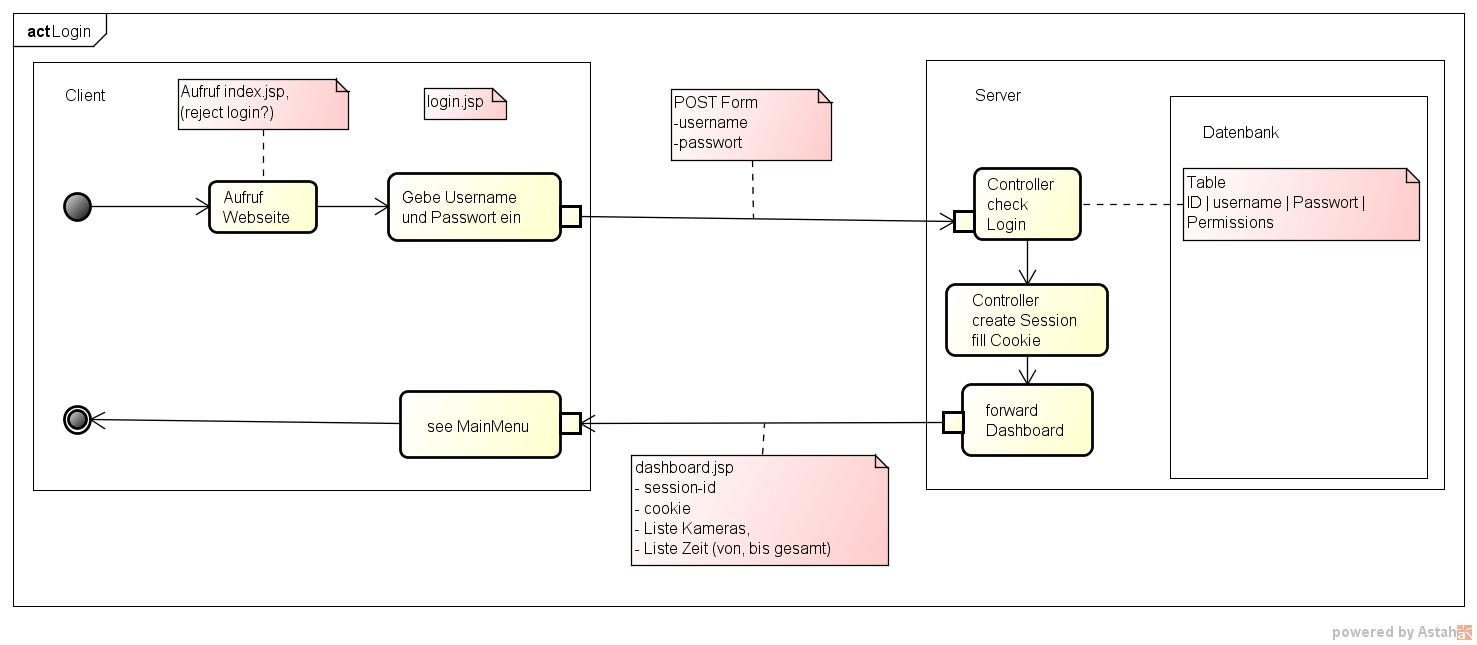 act Login
Client
Aufruf index.jsp,
(reject login?)
login.jsp
POST Form
-username
-passwort
Server
Datenbank
Aufruf
Webseite
Gebe Username
und Passwort ein
Controller
check
Login
Table
ID | username | Passwort |
Permissions
Controller
create Session
fill Cookie
see MainMenu
forward
Dashboard
dashboard.jsp
- session-id
- cookie
- Liste Kameras,
- Liste Zeit (von, bis gesamt)
powered by Astah